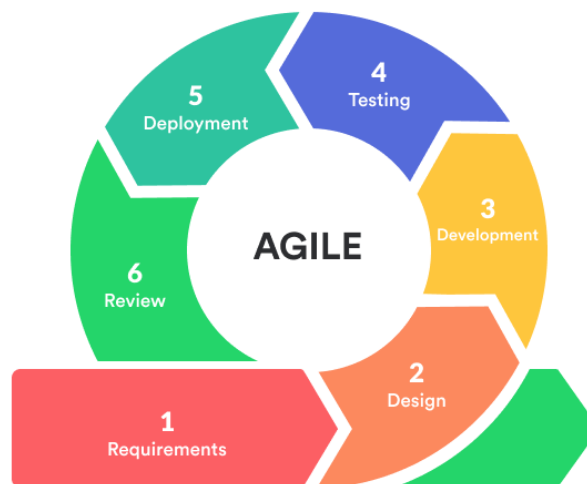 AGILE
1
Requirements
2
Design
3
Development
4
Testing
5
Deployment
6
Review